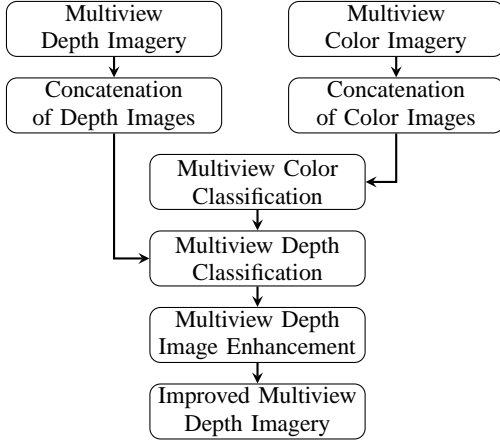 Multiview
Depth Imagery
Multiview
Color Imagery
Concatenation
of Depth Images
Concatenation
of Color Images
Multiview Color
Classification
Multiview Depth
Classification
Multiview Depth
Image Enhancement
Improved Multiview
Depth Imagery